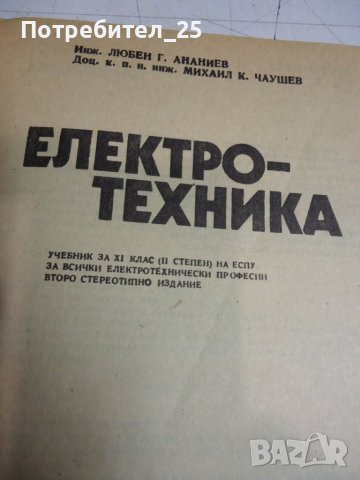 Потребител_25
Инж. ЛЮБЕН Г. АНАНИЕВ
Доц. к. п. н. инж. МИХАИЛ К. ЧАУШЕВ
ЕЛЕКТРО-
ТЕХНИКА
УЧЕБНИК ЗА XI КЛАС (II СТЕПЕН) НА ЕСПУ
ЗА ВСИЧКИ ЕЛЕКТРОТЕХНИЧЕСКИ ПРОФЕСИИ
ВТОРО СТЕРЕОТИПНО ИЗДАНИЕ
BAZAR